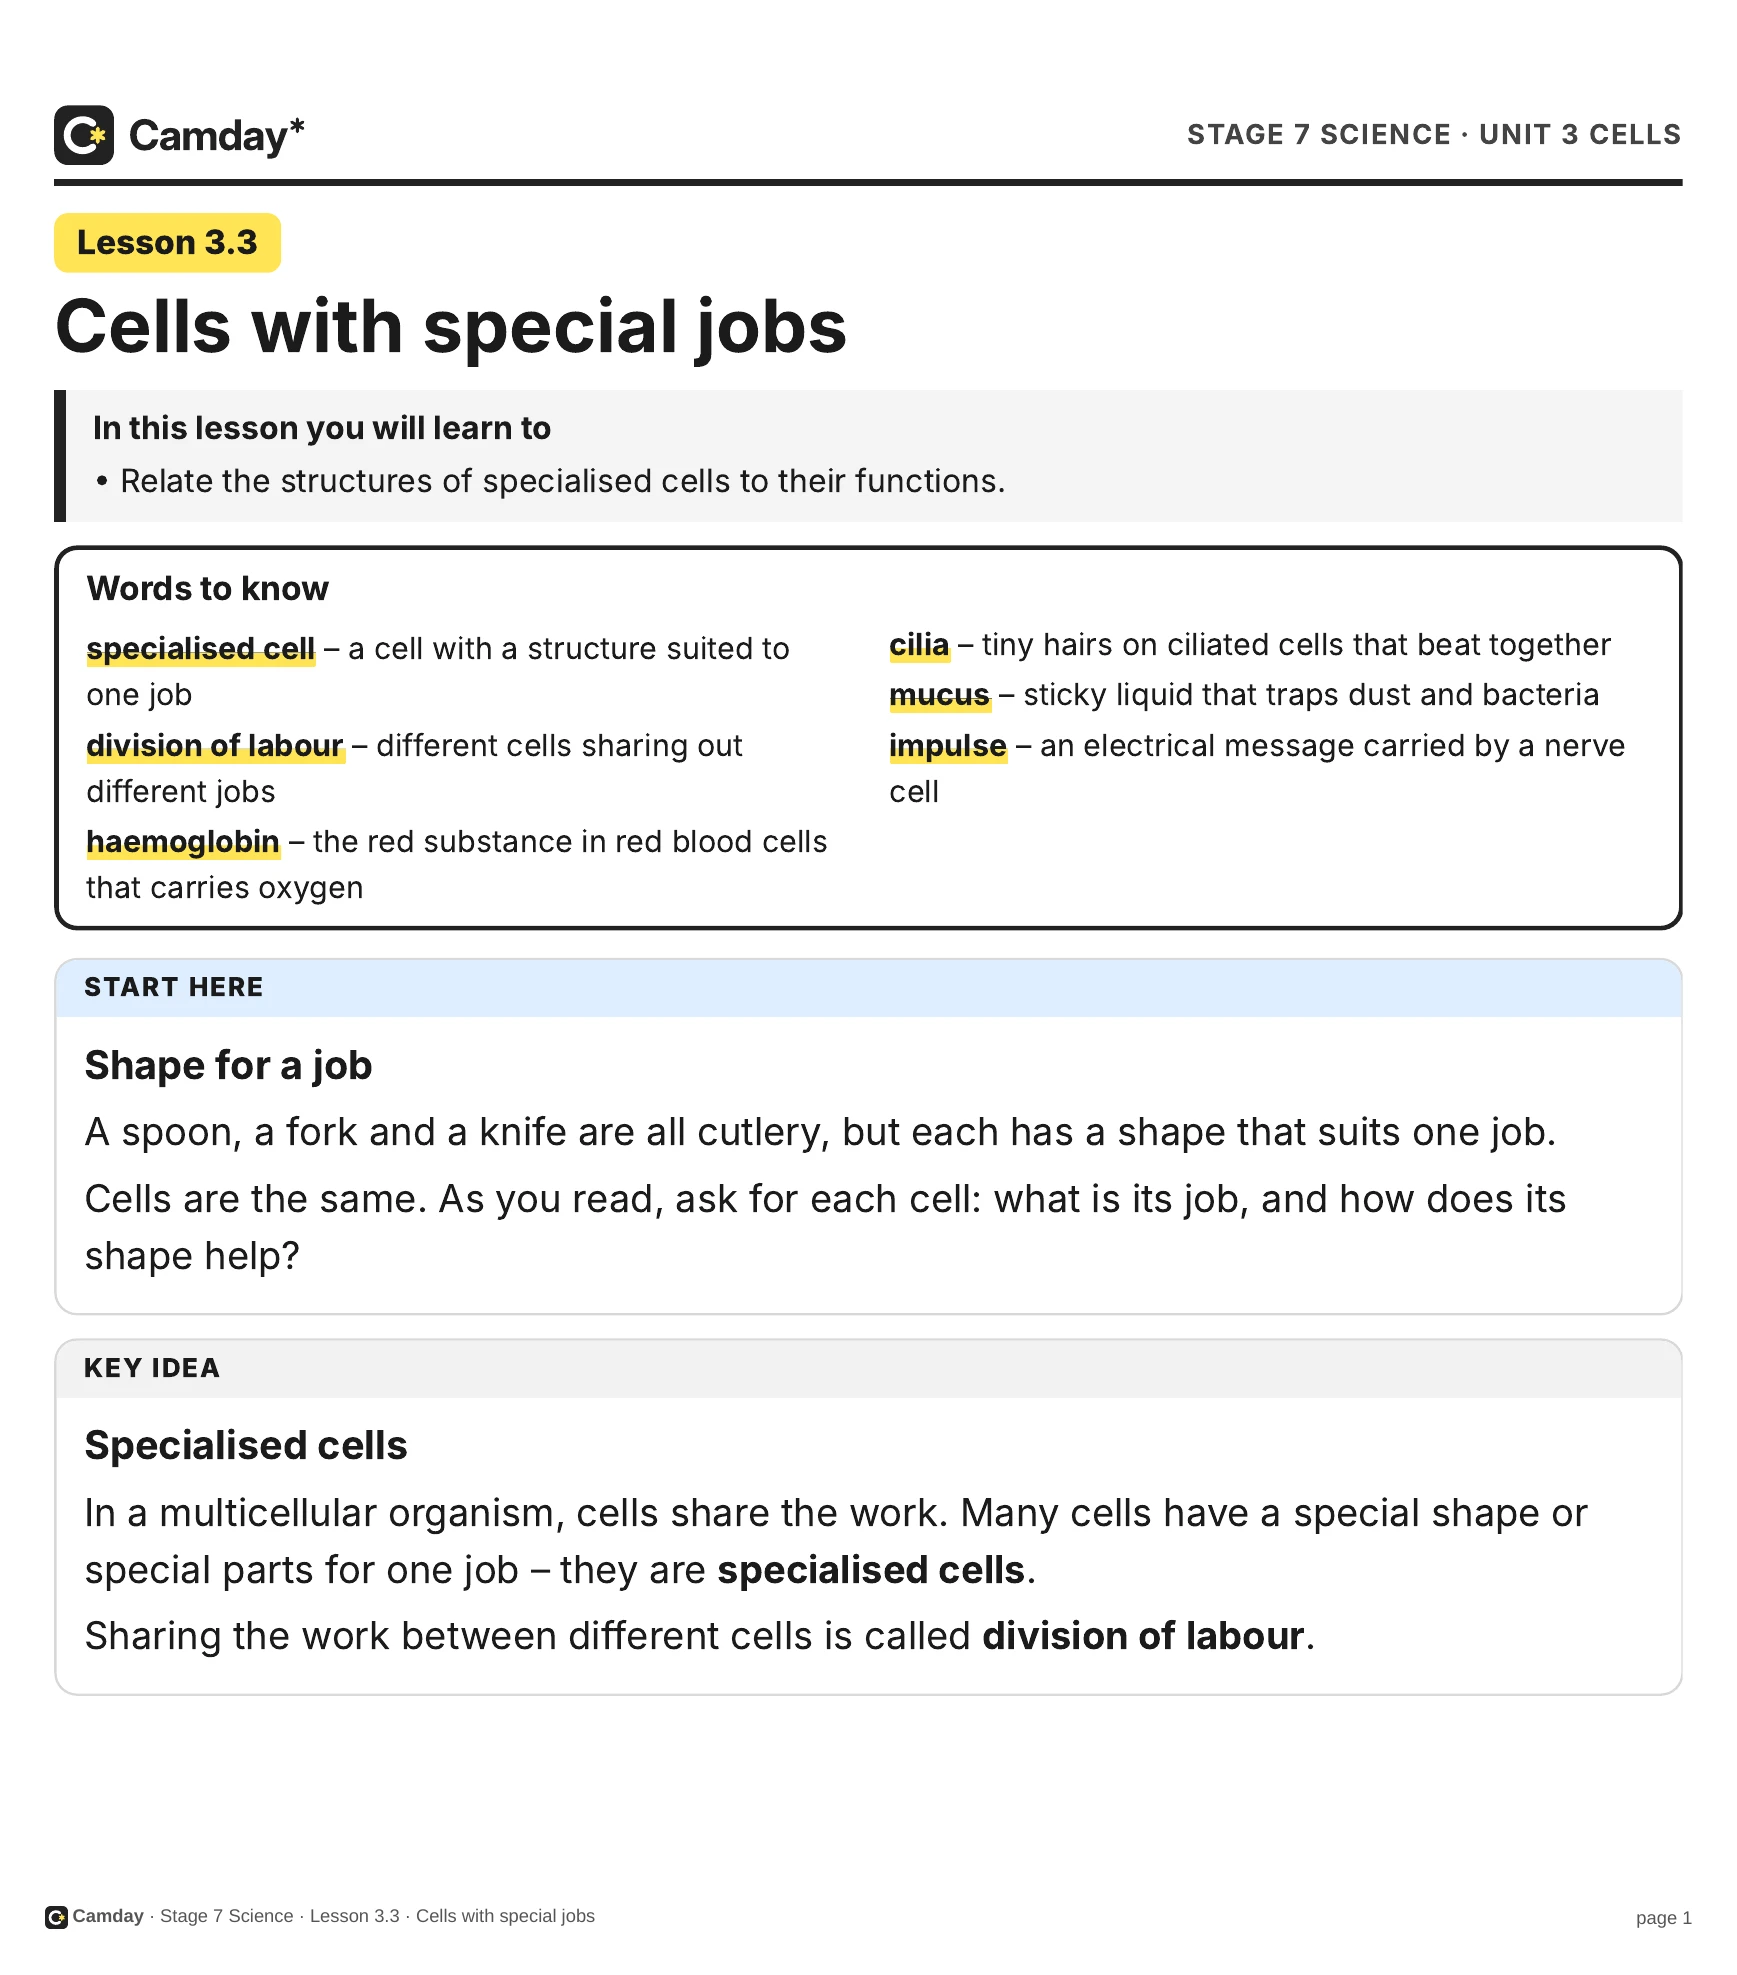 Camday*
STAGE 7 SCIENCE · UNIT 3 CELLS
Lesson 3.3
Cells with special jobs
In this lesson you will learn to
• Relate the structures of specialised cells to their functions.
Words to know
specialised cell – a cell with a structure suited to
one job
division of labour – different cells sharing out
different jobs
haemoglobin – the red substance in red blood cells
that carries oxygen
cilia – tiny hairs on ciliated cells that beat together
mucus – sticky liquid that traps dust and bacteria
impulse – an electrical message carried by a nerve
cell
START HERE
Shape for a job
A spoon, a fork and a knife are all cutlery, but each has a shape that suits one job.
Cells are the same. As you read, ask for each cell: what is its job, and how does its
shape help?
KEY IDEA
Specialised cells
In a multicellular organism, cells share the work. Many cells have a special shape or
special parts for one job – they are specialised cells.
Sharing the work between different cells is called division of labour.
Camday · Stage 7 Science · Lesson 3.3 · Cells with special jobs
page 1